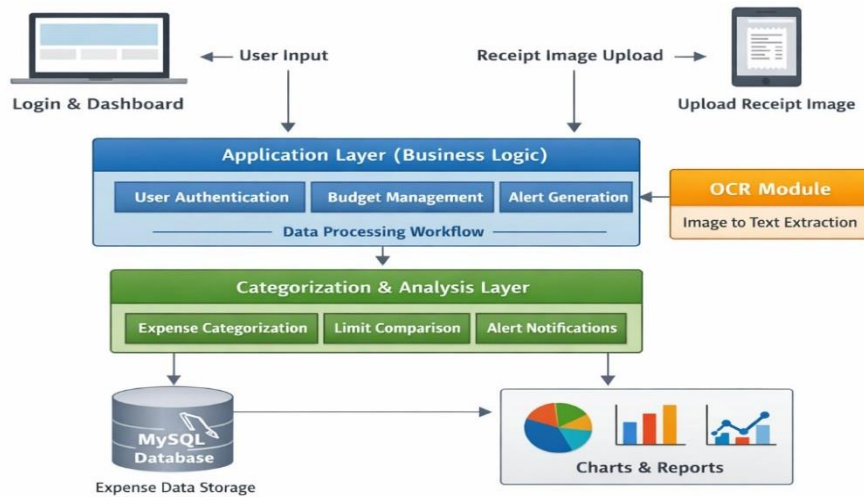 User Input
Receipt Image Upload
Login & Dashboard
Upload Receipt Image
Application Layer (Business Logic)
User Authentication
Budget Management
Alert Generation
Data Processing Workflow
OCR Module
Image to Text Extraction
Categorization & Analysis Layer
Expense Categorization
Limit Comparison
Alert Notifications
MySQL
Database
Expense Data Storage
Charts & Reports